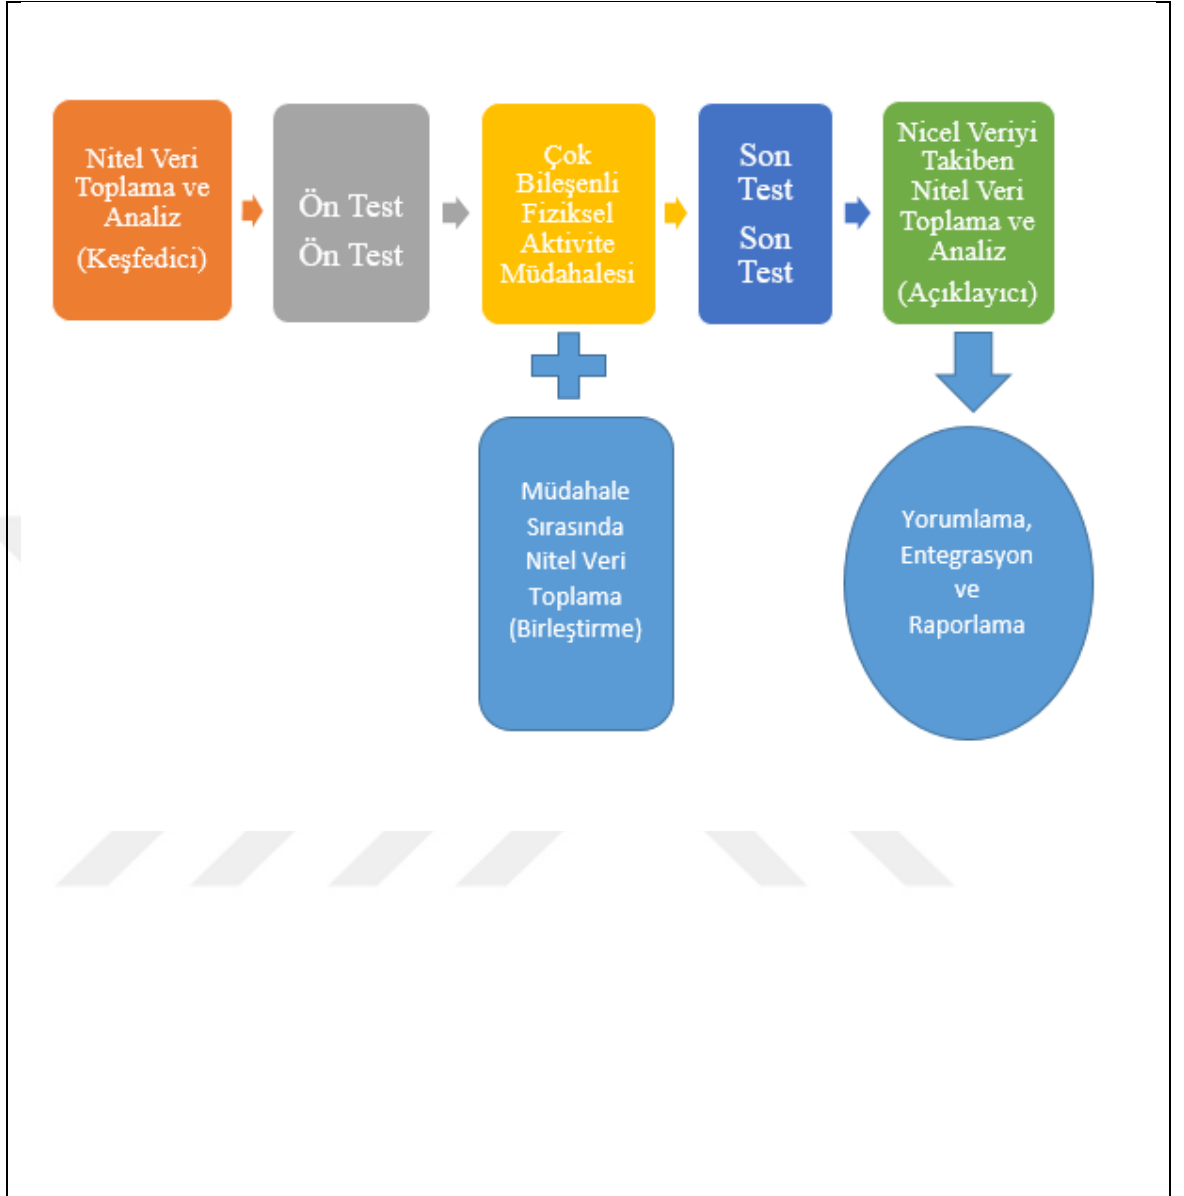 Nitel Veri
Toplama ve
Analiz
(Keşfedici)
Ön Test
Ön Test
Çok
Bileşenli
Fiziksel
Aktivite
Müdahalesi
Son
Test
Son
Test
Nicel Veriyi
Takiben
Nitel Veri
Toplama ve
Analiz
(Açıklayıcı)
Müdahale
Sırasında
Nitel Veri
Toplama
(Birleştirme)
Yorumlama,
Entegrasyon
ve
Raporlama